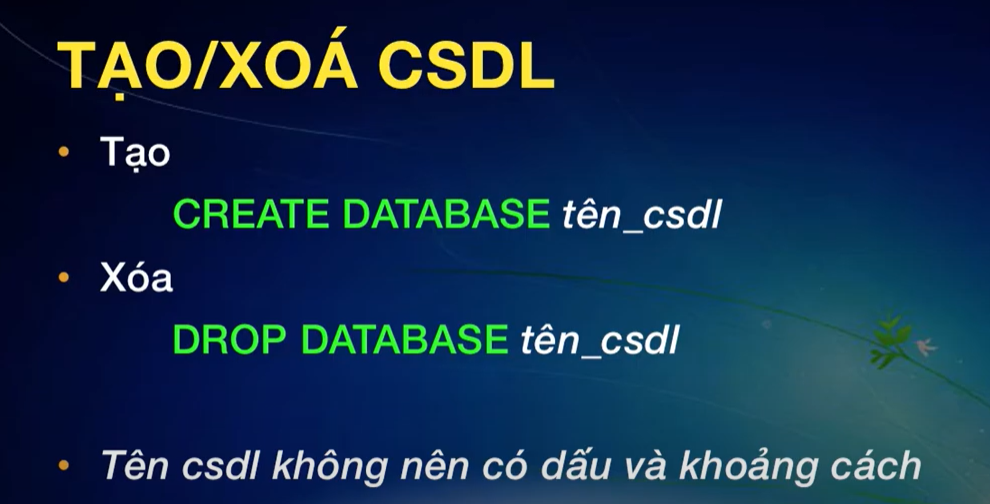 TẠO/XOÁ CSDL
• Tạo
CREATE DATABASE tên_csdl
• Xóa
DROP DATABASE tên_csdl
• Tên csdl không nên có dấu và khoảng cách